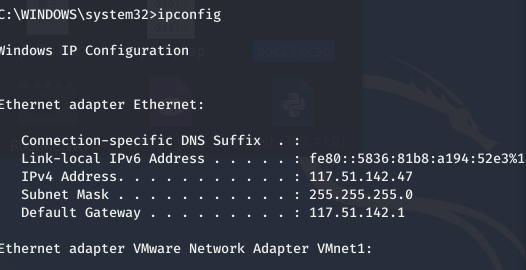 C:\WINDOWS\system32>ipconfig
Windows IP Configuration
Ethernet adapter Ethernet:
Connection-specific DNS Suffix . :
Link-local IPv6 Address . . . . . : fe80::5836:81b8:a194:52e3%1
IPv4 Address. . . . . . . . . . . : 117.51.142.47
Subnet Mask . . . . . . . . . . . : 255.255.255.0
Default Gateway . . . . . . . . . : 117.51.142.1
Ethernet adapter VMware Network Adapter VMnet1: